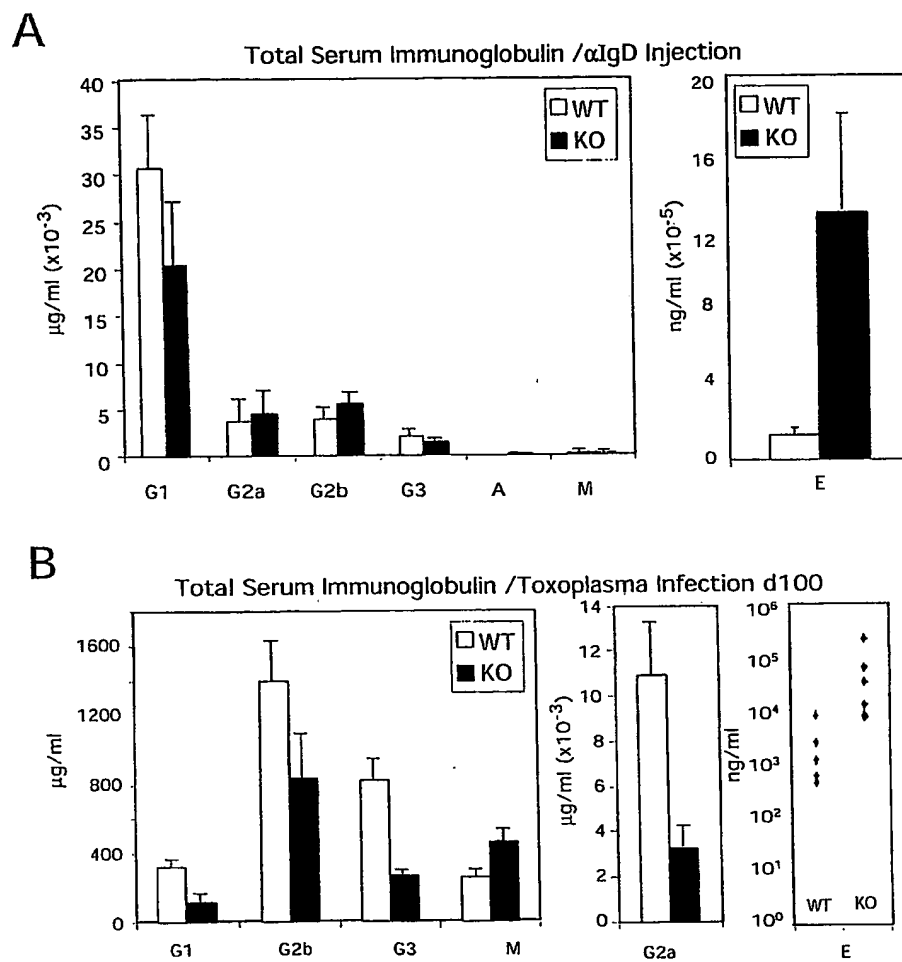 A
Total Serum Immunoglobulin /αIgD Injection
40
35
30
25
20
15
10
5
0
μg/ml (x10⁻³)
WT
KO
G1 G2a G2b G3 A M
20
16
12
8
4
0
ng/ml (x10⁻⁵)
WT
KO
E
B
Total Serum Immunoglobulin /Toxoplasma Infection d100
1600
1200
800
400
0
μg/ml
WT
KO
G1 G2b G3 M
14
12
10
8
6
4
2
0
μg/ml (x10⁻³)
G2a
10⁶
10⁵
10⁴
10³
10²
10¹
10⁰
ng/ml
WT KO
E